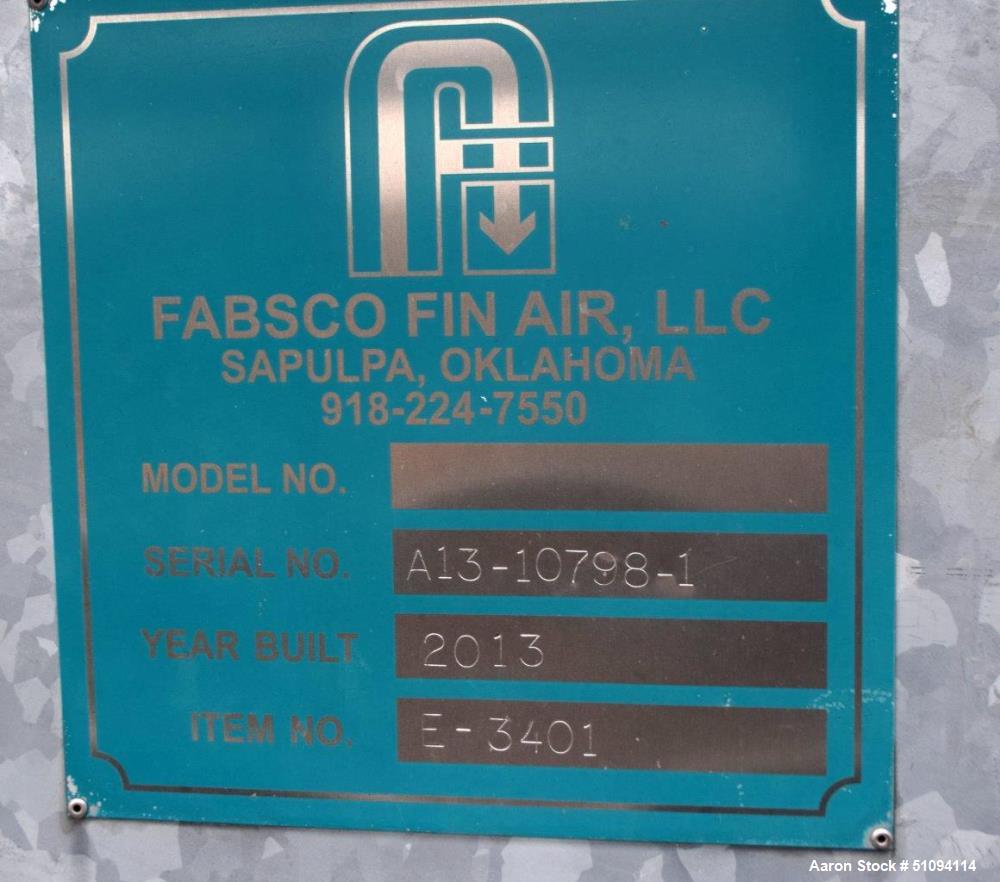 FABSCO FIN AIR, LLC
SAPULPA, OKLAHOMA
918-224-7550
MODEL NO.
SERIAL NO. A13-10798-1
YEAR BUILT 2013
ITEM NO. E-3401
Aaron Stock # 51094114